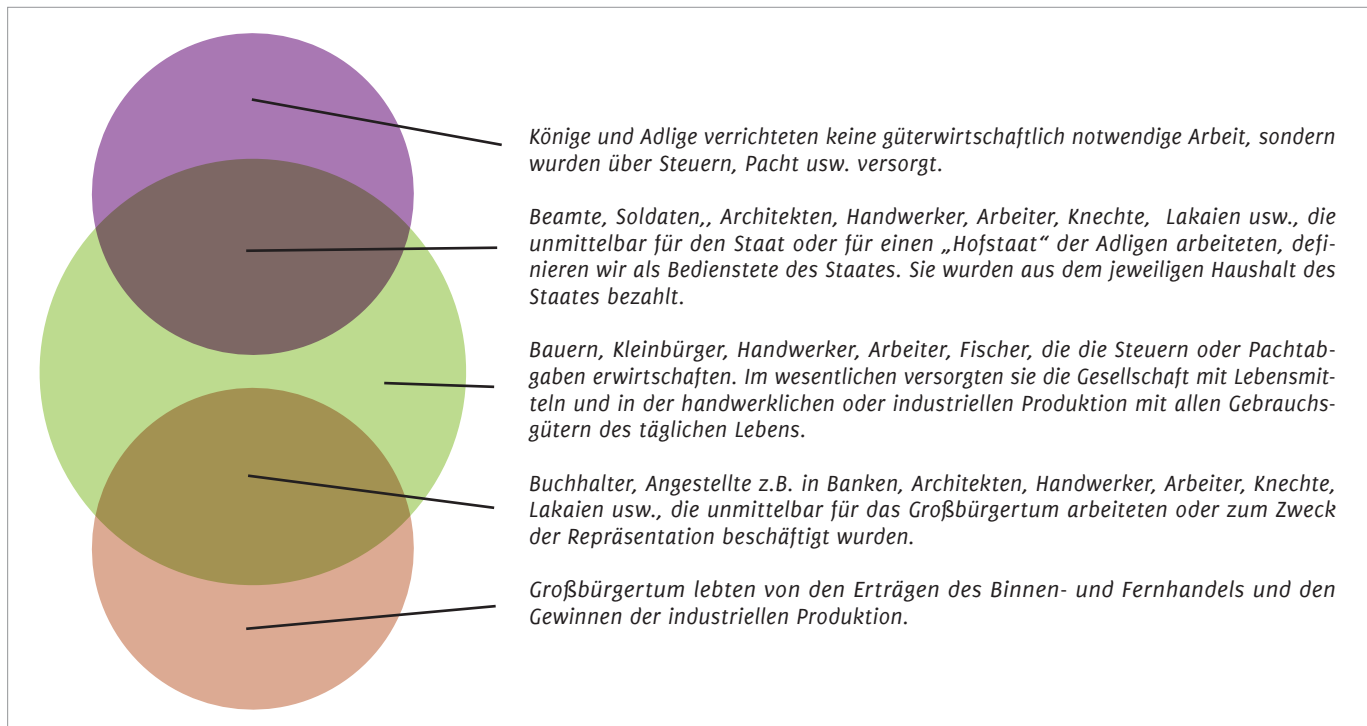 Könige und Adlige verrichteten keine güterwirtschaftlich notwendige Arbeit, sondern
wurden über Steuern, Pacht usw. versorgt.
Beamte, Soldaten,, Architekten, Handwerker, Arbeiter, Knechte, Lakaien usw., die
unmittelbar für den Staat oder für einen „Hofstaat“ der Adligen arbeiteten, defi-
nieren wir als Bedienstete des Staates. Sie wurden aus dem jeweiligen Haushalt des
Staates bezahlt.
Bauern, Kleinbürger, Handwerker, Arbeiter, Fischer, die die Steuern oder Pachtab-
gaben erwirtschaften. Im wesentlichen versorgten sie die Gesellschaft mit Lebensmit-
teln und in der handwerklichen oder industriellen Produktion mit allen Gebrauchs-
gütern des täglichen Lebens.
Buchhalter, Angestellte z.B. in Banken, Architekten, Handwerker, Arbeiter, Knechte,
Lakaien usw., die unmittelbar für das Großbürgertum arbeiteten oder zum Zweck
der Repräsentation beschäftigt wurden.
Großbürgertum lebten von den Erträgen des Binnen- und Fernhandels und den
Gewinnen der industriellen Produktion.